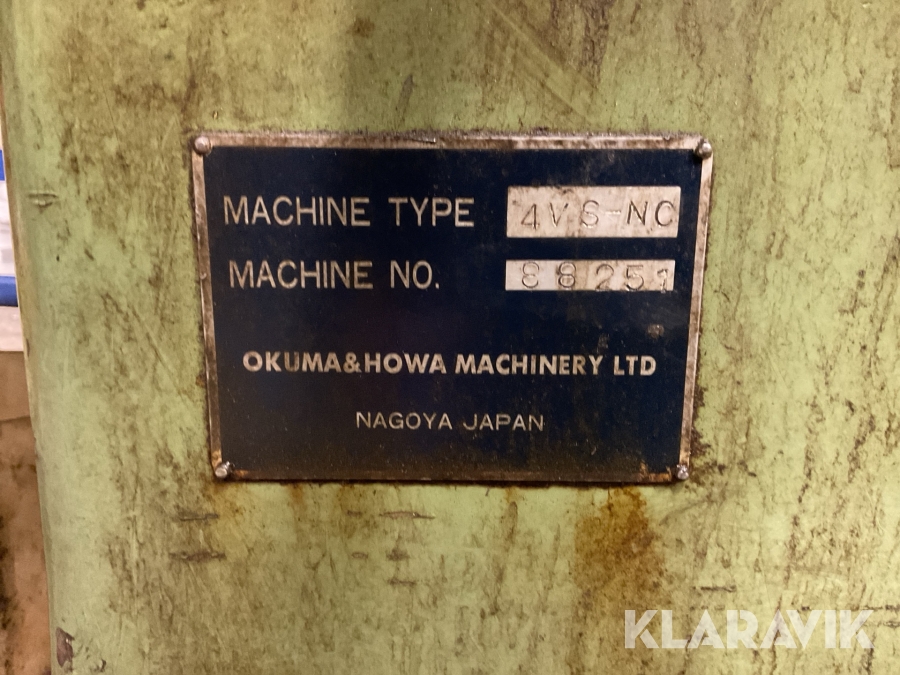 MACHINE TYPE 4VS-NC
MACHINE NO. 88251
OKUMA&HOWA MACHINERY LTD
NAGOYA JAPAN
KLARAVIK